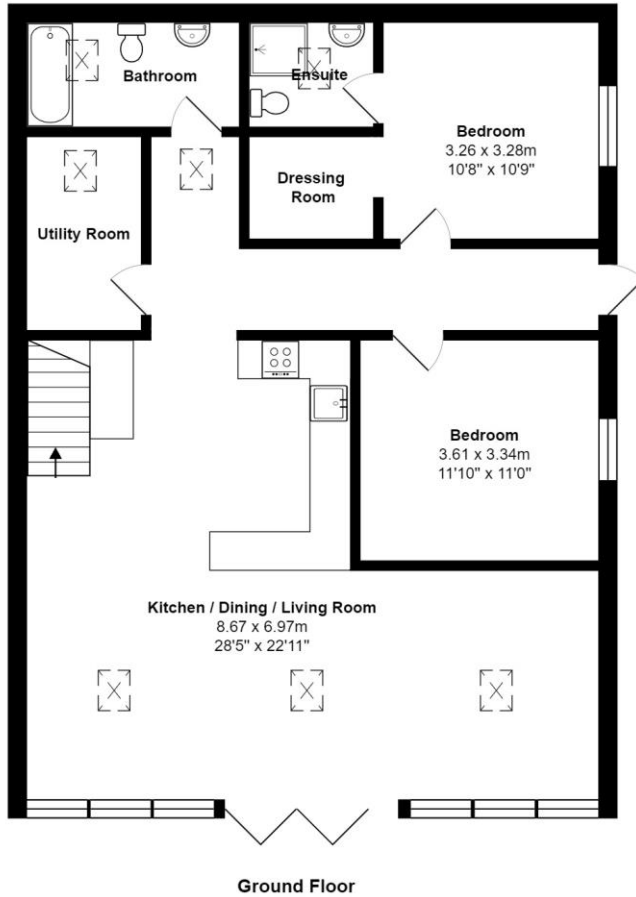 Bathroom
Ensuite
Bedroom
3.26 x 3.28m
10'8" x 10'9"
Dressing
Room
Utility Room
Bedroom
3.61 x 3.34m
11'10" x 11'0"
Kitchen / Dining / Living Room
8.67 x 6.97m
28'5" x 22'11"
Ground Floor